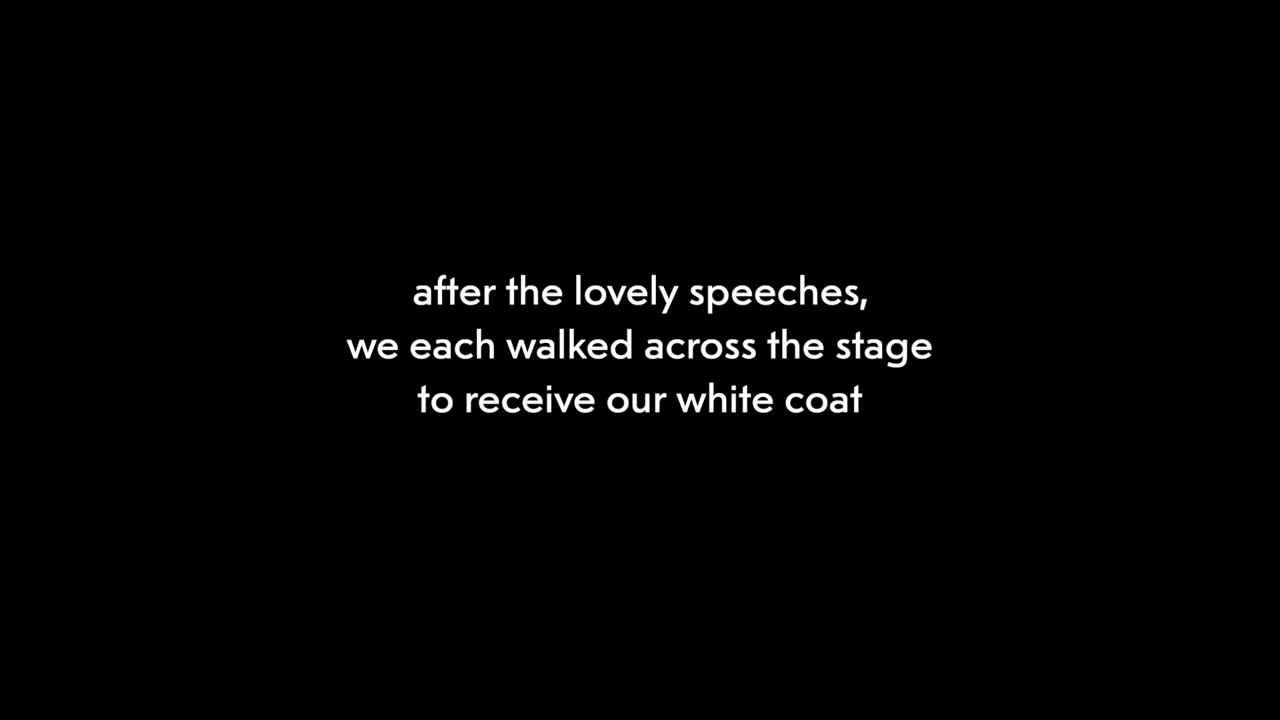 after the lovely speeches,
we each walked across the stage
to receive our white coat